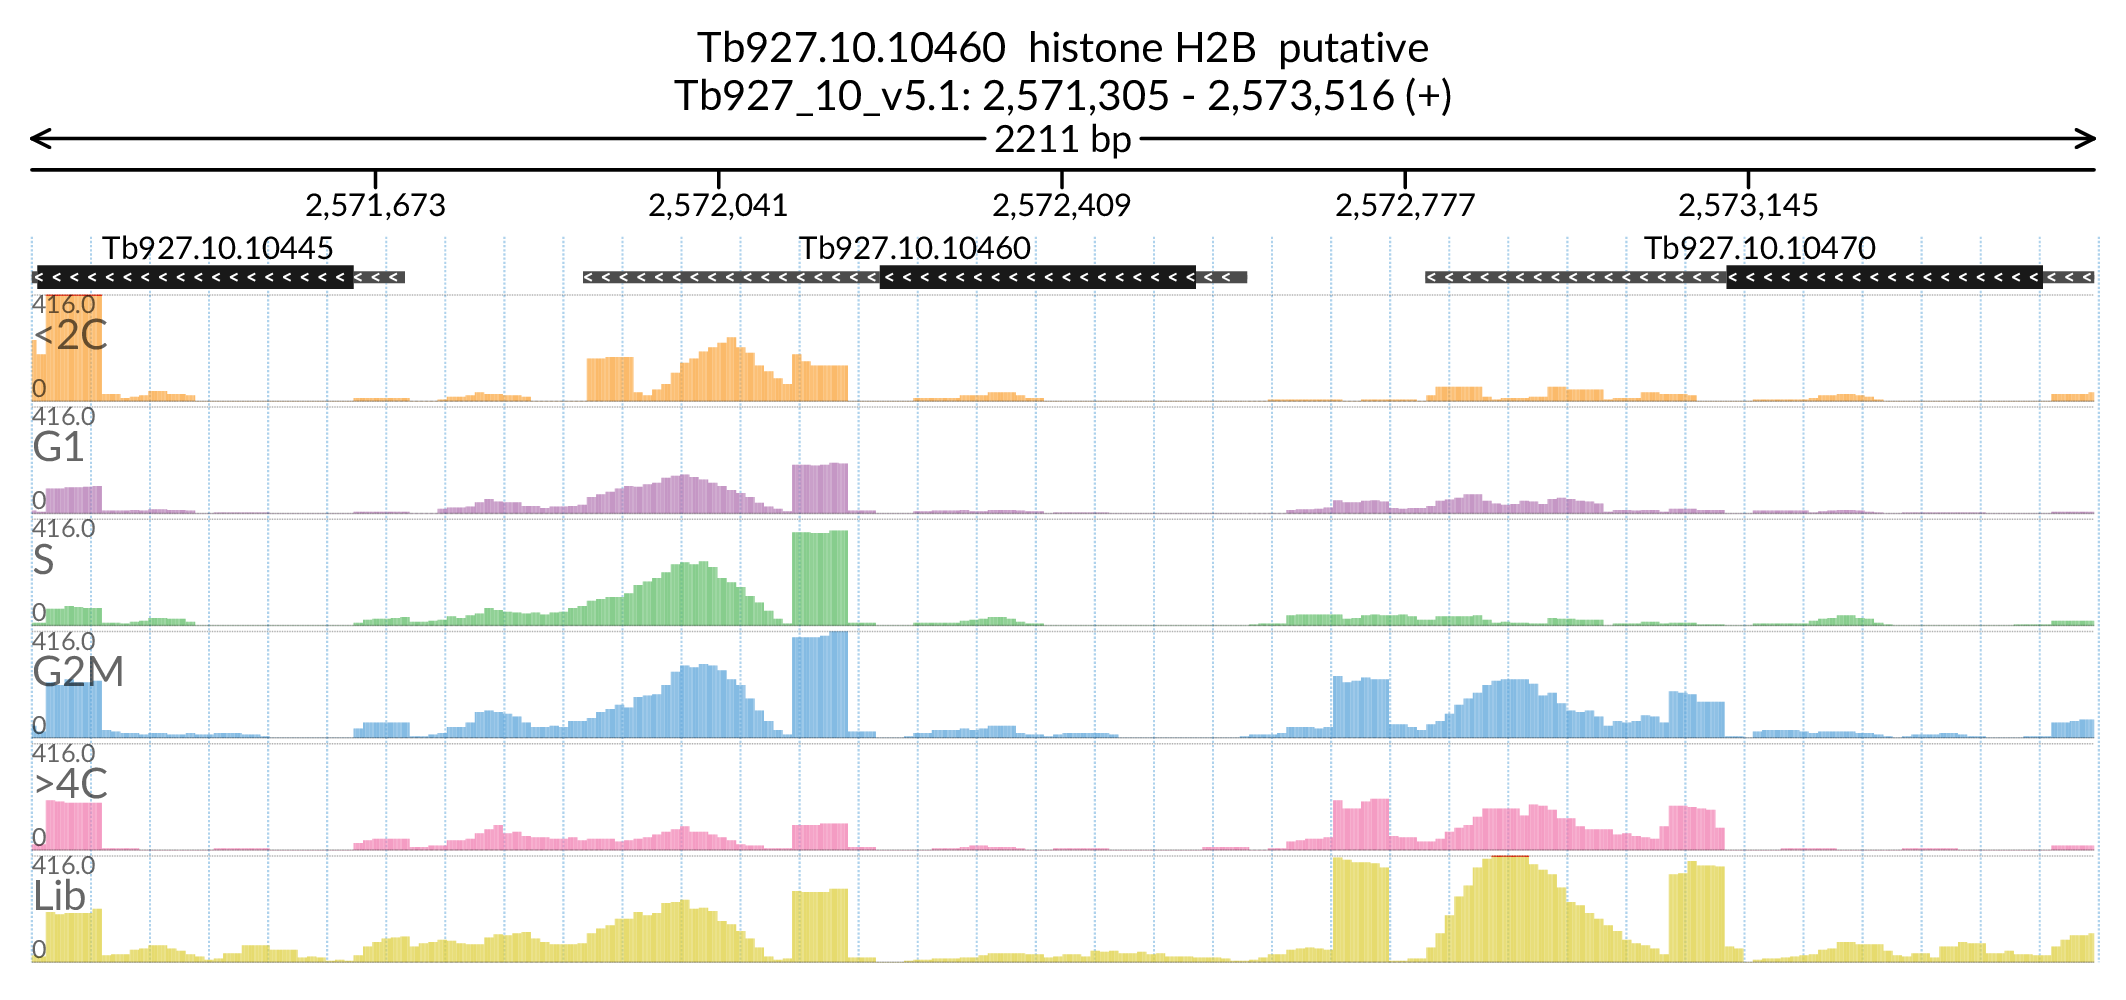 Tb927.10.10460  histone H2B  putative
Tb927_10_v5.1: 2,571,305 - 2,573,516 (+)
2211 bp
2,571,673 2,572,041 2,572,409 2,572,777 2,573,145
Tb927.10.10445 Tb927.10.10460 Tb927.10.10470
416.0
<2C
0
416.0
G1
0
416.0
S
0
416.0
G2M
0
416.0
>4C
0
416.0
Lib
0